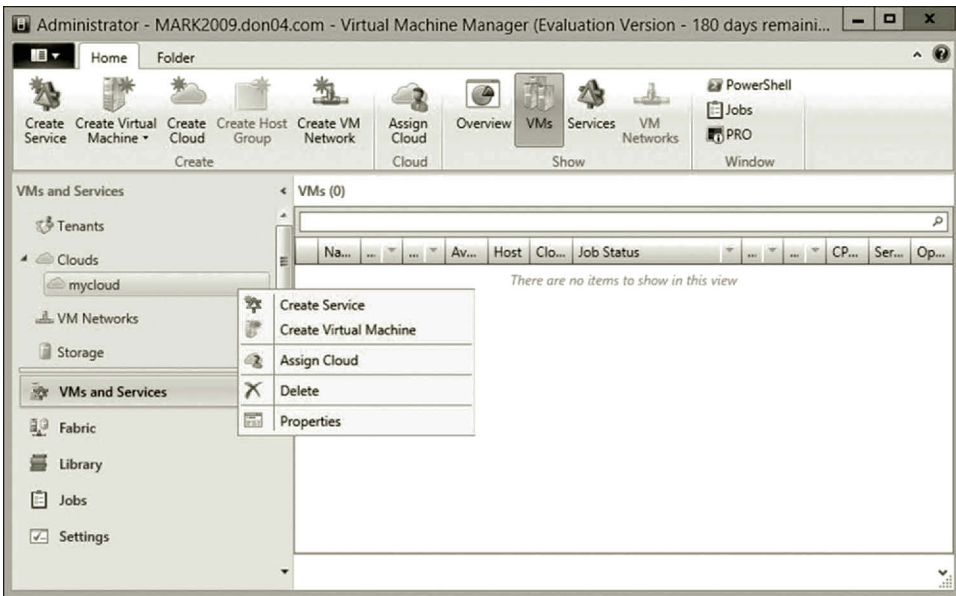 Administrator - MARK2009.don04.com - Virtual Machine Manager (Evaluation Version - 180 days remaini...
Home Folder
Create Service
Create Virtual Machine
Create Cloud
Create Host Group
Create VM Network
Assign Cloud
Overview
VMs
Services
VM Networks
PowerShell
Jobs
PRO
Create Cloud Show Window
VMs and Services
VMs (0)
Tenants
Clouds
mycloud
VM Networks
Storage
Na... ... ... Av... Host Clo... Job Status ... ... CP... Ser... Op...
There are no items to show in this view
Create Service
Create Virtual Machine
Assign Cloud
Delete
Properties
VMs and Services
Fabric
Library
Jobs
Settings